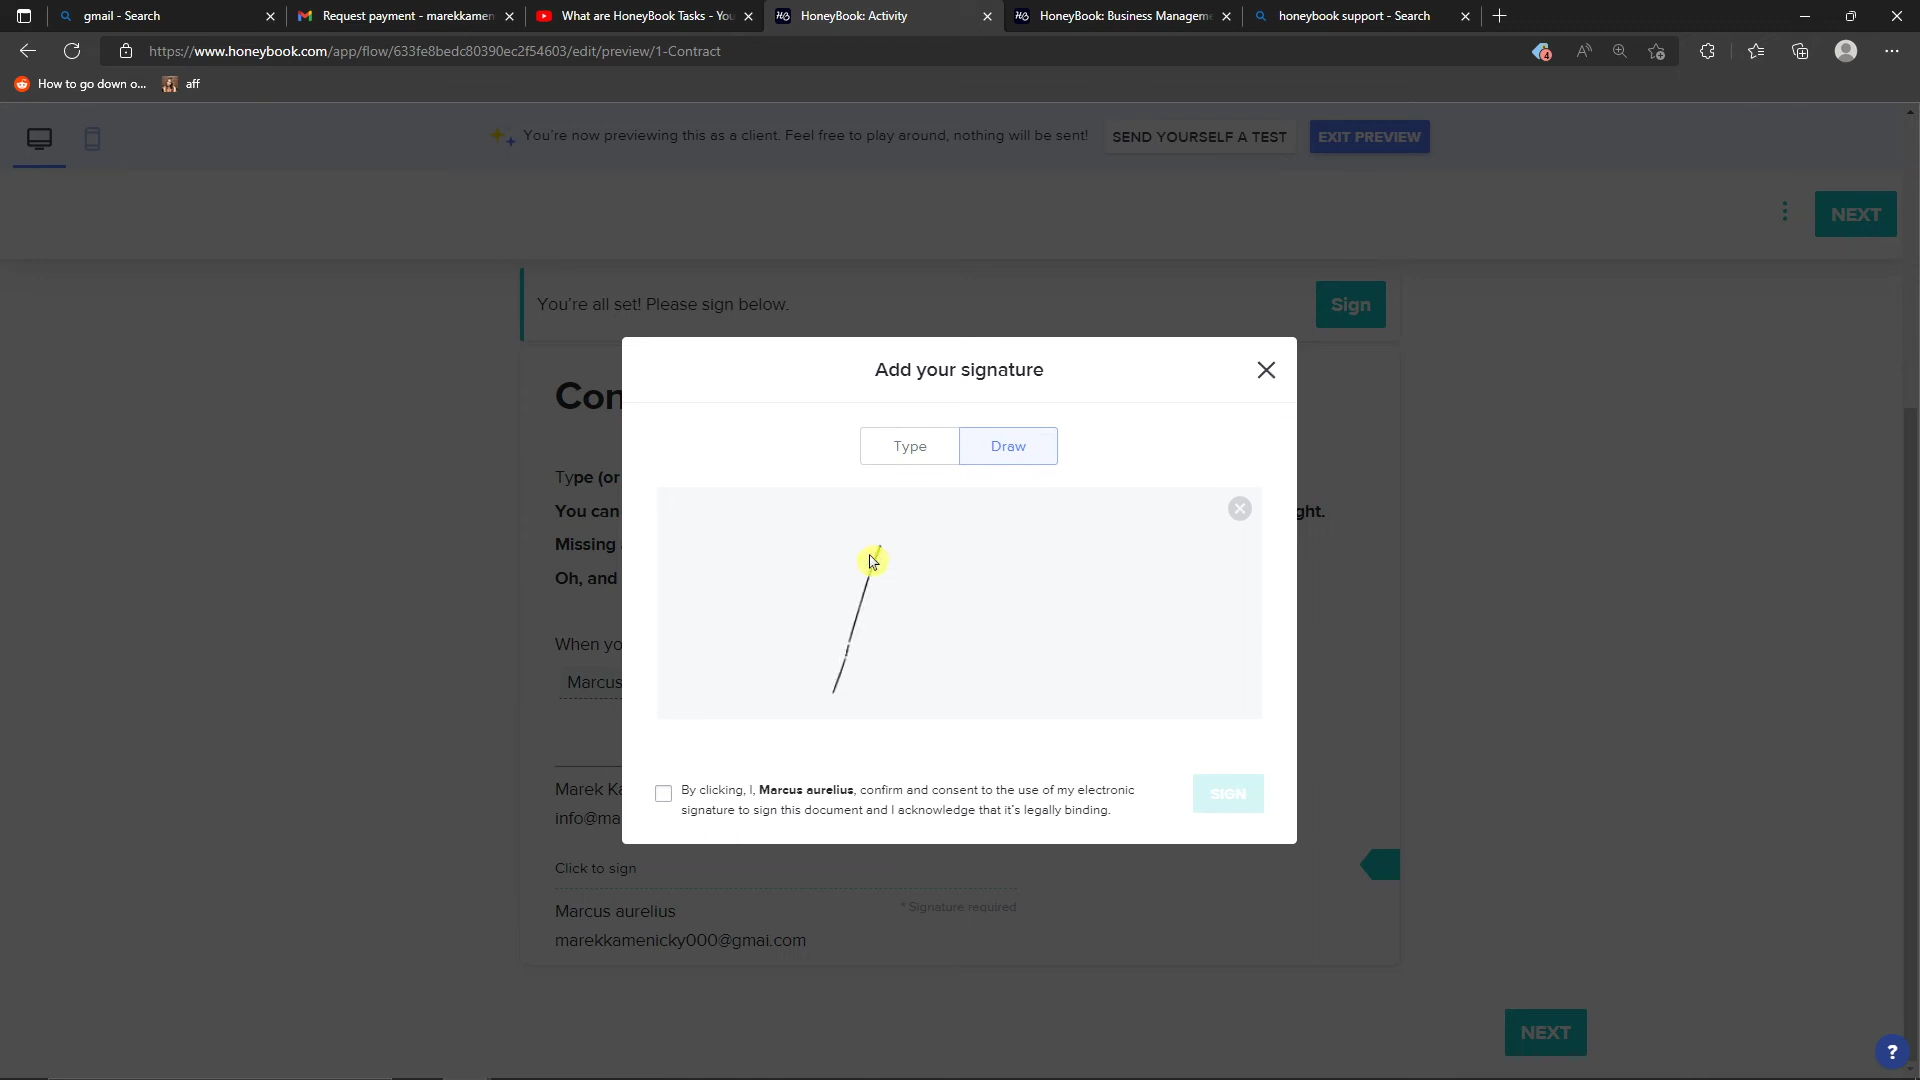 gmail - Search
Request payment - marekkamen
What are HoneyBook Tasks - You
HoneyBook: Activity
HoneyBook: Business Managem
honeybook support - Search
https://www.honeybook.com/app/flow/633fe8bedc80390ec2f54603/edit/preview/1-Contract
4
How to go down o...
aff
You're now previewing this as a client. Feel free to play around, nothing will be sent!
SEND YOURSELF A TEST
EXIT PREVIEW
NEXT
You're all set! Please sign below.
Sign
Add your signature
Con
Type
Draw
Type (or
You can
ght.
Missing
Oh, and
When yo
Marcus
Marek Ka
info@ma
By clicking, I, Marcus aurelius, confirm and consent to the use of my electronic
signature to sign this document and I acknowledge that it's legally binding.
SIGN
Click to sign
Marcus aurelius
* Signature required
marekkamenicky000@gmai.com
NEXT
?